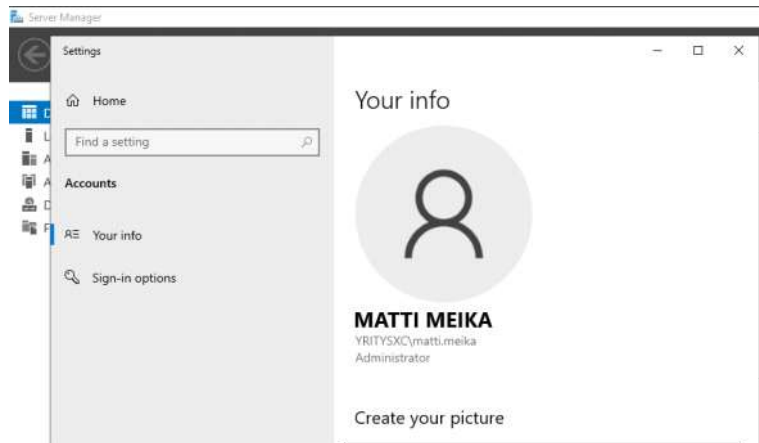 Server Manager
Settings
Home
Find a setting
Accounts
Your info
Sign-in options
Your info
MATTI MEIKA
YRITYSXC\matti.meika
Administrator
Create your picture